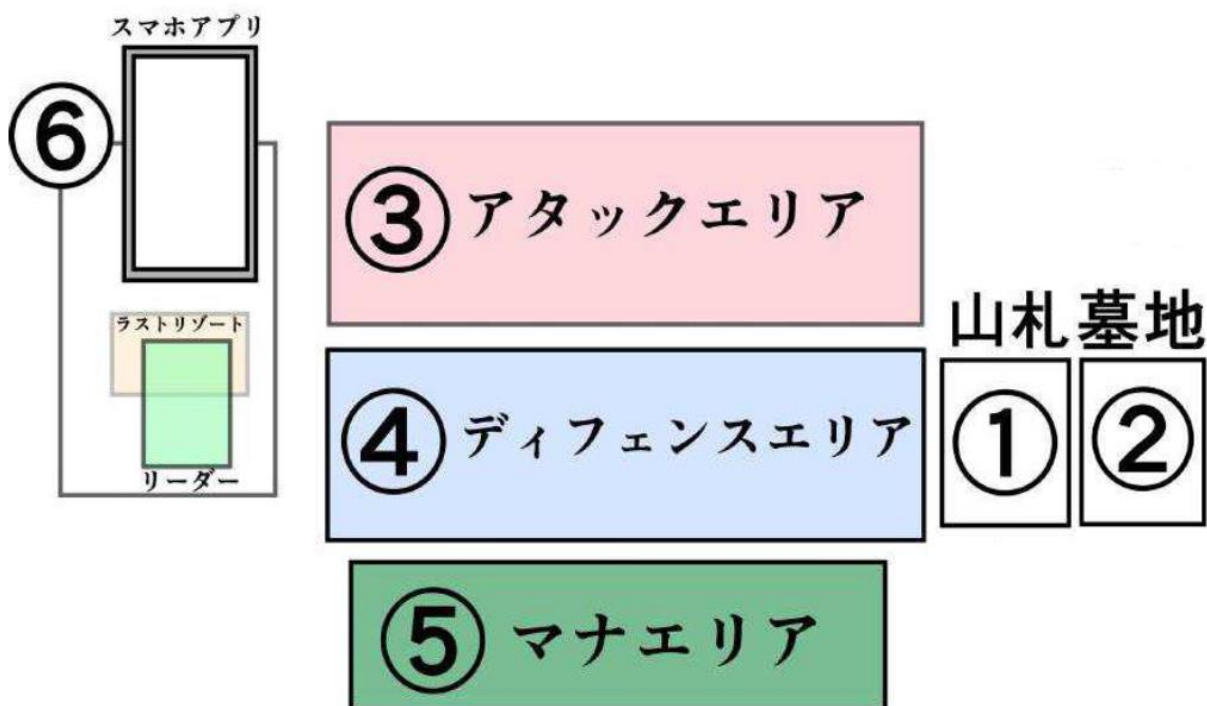 スマホアプリ
⑥
③ アタックエリア
ラストリゾート
リーダー
④ ディフェンスエリア
山札 墓地
① ②
⑤ マナエリア